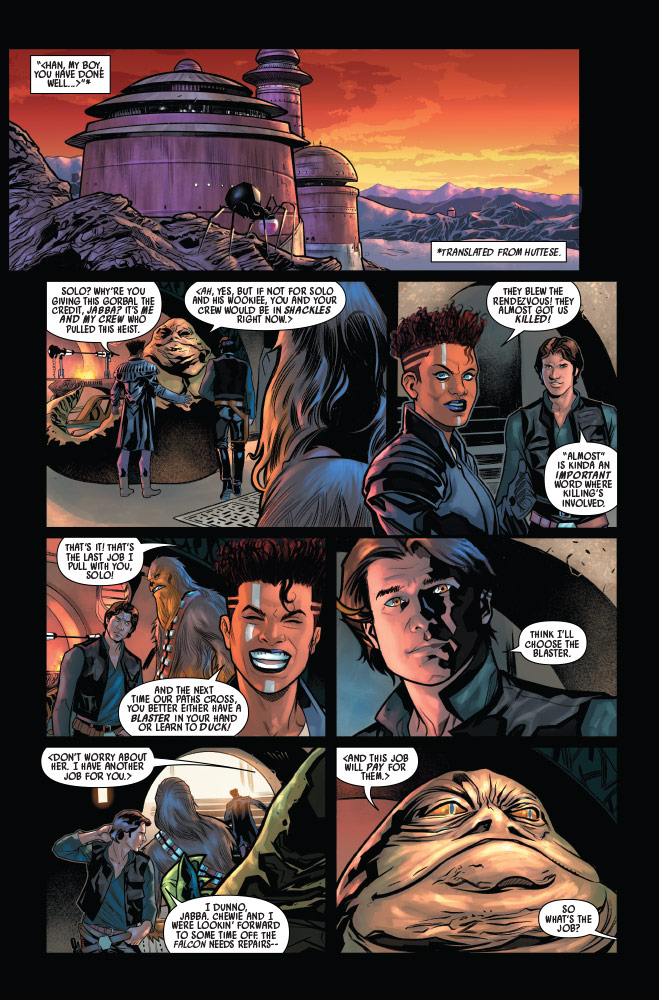 "<HAN, MY BOY,
YOU HAVE DONE
WELL...>"*
*TRANSLATED FROM HUTTESE.
SOLO? WHY'RE YOU
GIVING THIS GORBAL THE
CREDIT, JABBA? IT'S ME
AND MY CREW WHO
PULLED THIS HEIST.
<AH, YES, BUT IF NOT FOR SOLO
AND HIS WOOKIEE, YOU AND YOUR
CREW WOULD BE IN SHACKLES
RIGHT NOW.>
THEY BLEW THE
RENDEZVOUS! THEY
ALMOST GOT US
KILLED!
"ALMOST"
IS KINDA AN
IMPORTANT
WORD WHERE
KILLING'S
INVOLVED.
THAT'S IT! THAT'S
THE LAST JOB I
PULL WITH YOU,
SOLO!
AND THE NEXT
TIME OUR PATHS CROSS,
YOU BETTER EITHER HAVE A
BLASTER IN YOUR HAND
OR LEARN TO DUCK!
THINK I'LL
CHOOSE THE
BLASTER.
<DON'T WORRY ABOUT
HER. I HAVE ANOTHER
JOB FOR YOU.>
I DUNNO,
JABBA. CHEWIE AND I
WERE LOOKIN' FORWARD
TO SOME TIME OFF. THE
FALCON NEEDS REPAIRS--
<AND THIS JOB
WILL PAY FOR
THEM.>
SO
WHAT'S THE
JOB?